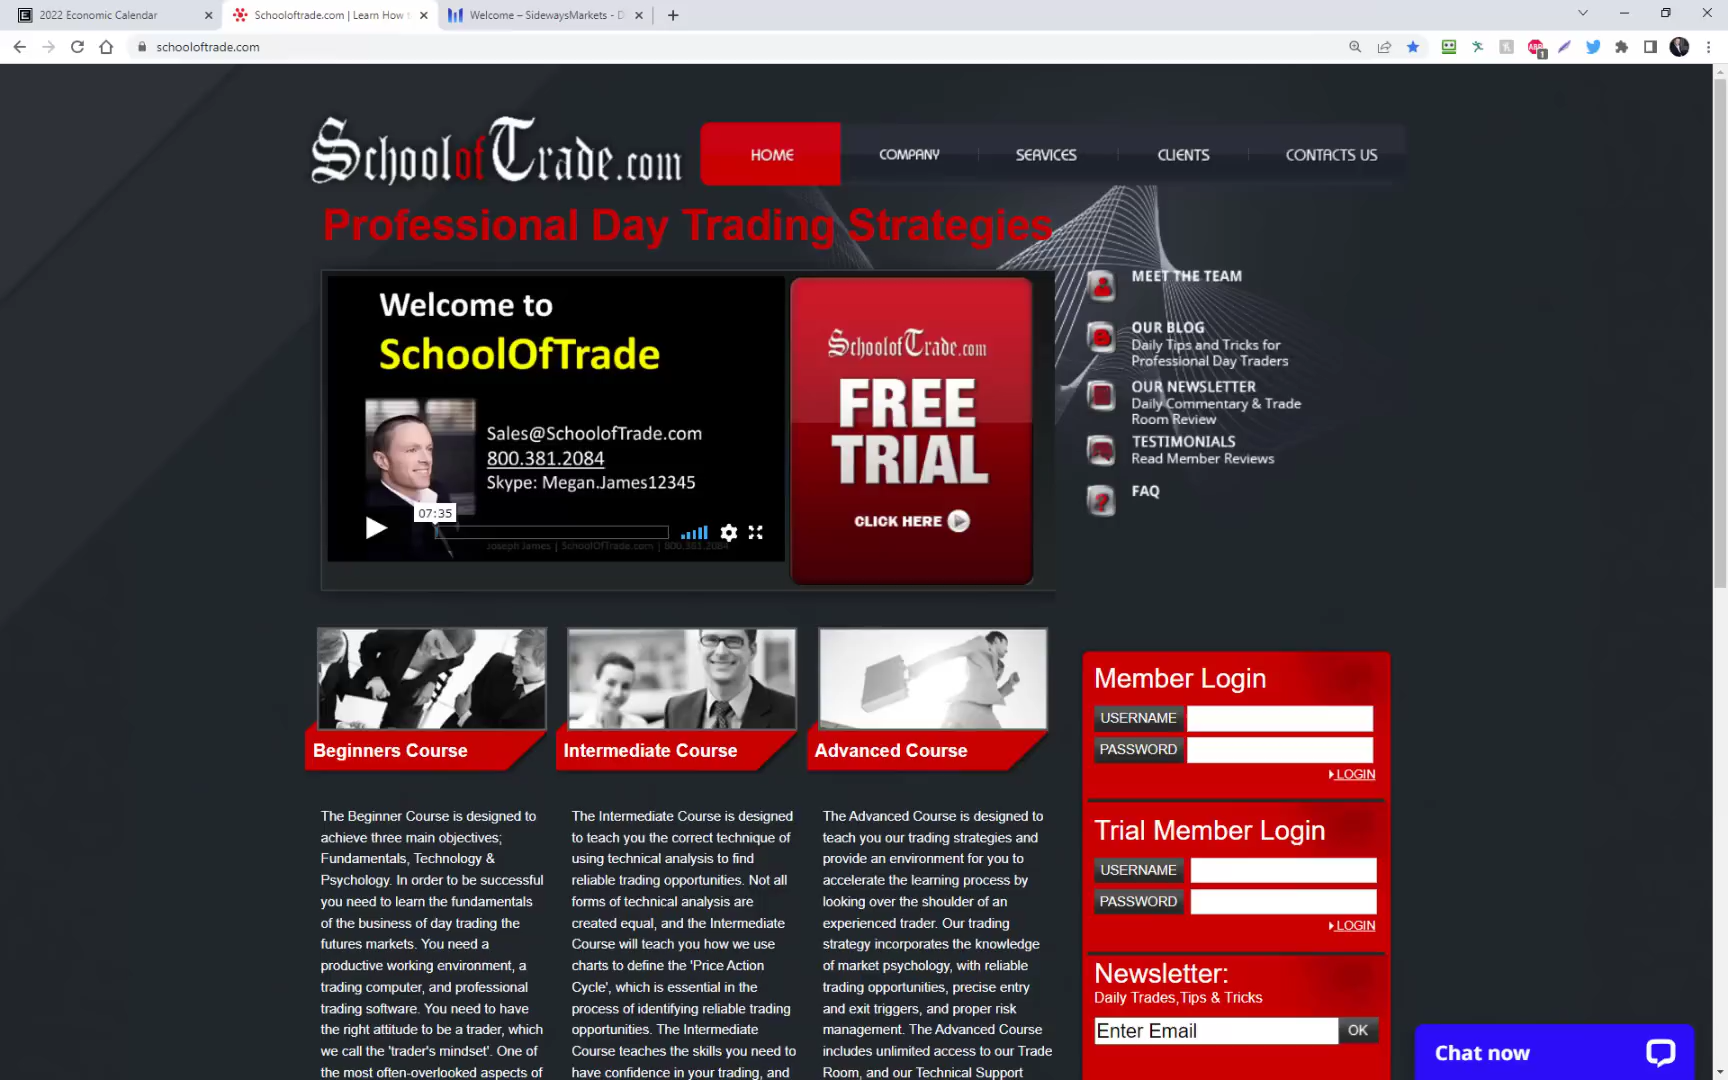 2022 Economic Calendar
Schooloftrade.com | Learn How to
Welcome – SidewaysMarkets - D
schooloftrade.com
ABP
1
SchoolofTrade.com
HOME
COMPANY
SERVICES
CLIENTS
CONTACTS US
Professional Day Trading Strategies
Welcome to
SchoolOfTrade
Sales@SchoolofTrade.com
800.381.2084
Skype: Megan.James12345
07:35
Joseph James | SchoolOfTrade.com | 800.381.2084
SchoolofTrade.com
FREE
TRIAL
CLICK HERE
MEET THE TEAM
OUR BLOG
Daily Tips and Tricks for
Professional Day Traders
OUR NEWSLETTER
Daily Commentary & Trade
Room Review
TESTIMONIALS
Read Member Reviews
FAQ
Beginners Course
The Beginner Course is designed to
achieve three main objectives;
Fundamentals, Technology &
Psychology. In order to be successful
you need to learn the fundamentals
of the business of day trading the
futures markets. You need a
productive working environment, a
trading computer, and professional
trading software. You need to have
the right attitude to be a trader, which
we call the 'trader's mindset'. One of
the most often-overlooked aspects of
Intermediate Course
The Intermediate Course is designed
to teach you the correct technique of
using technical analysis to find
reliable trading opportunities. Not all
forms of technical analysis are
created equal, and the Intermediate
Course will teach you how we use
charts to define the 'Price Action
Cycle', which is essential in the
process of identifying reliable trading
opportunities. The Intermediate
Course teaches the skills you need to
have confidence in your trading, and
Advanced Course
The Advanced Course is designed to
teach you our trading strategies and
provide an environment for you to
accelerate the learning process by
looking over the shoulder of an
experienced trader. Our trading
strategy incorporates the knowledge
of market psychology, with reliable
trading opportunities, precise entry
and exit triggers, and proper risk
management. The Advanced Course
includes unlimited access to our Trade
Room, and our Technical Support
Member Login
USERNAME
PASSWORD
LOGIN
Trial Member Login
USERNAME
PASSWORD
LOGIN
Newsletter:
Daily Trades,Tips & Tricks
Enter Email
OK
Chat now